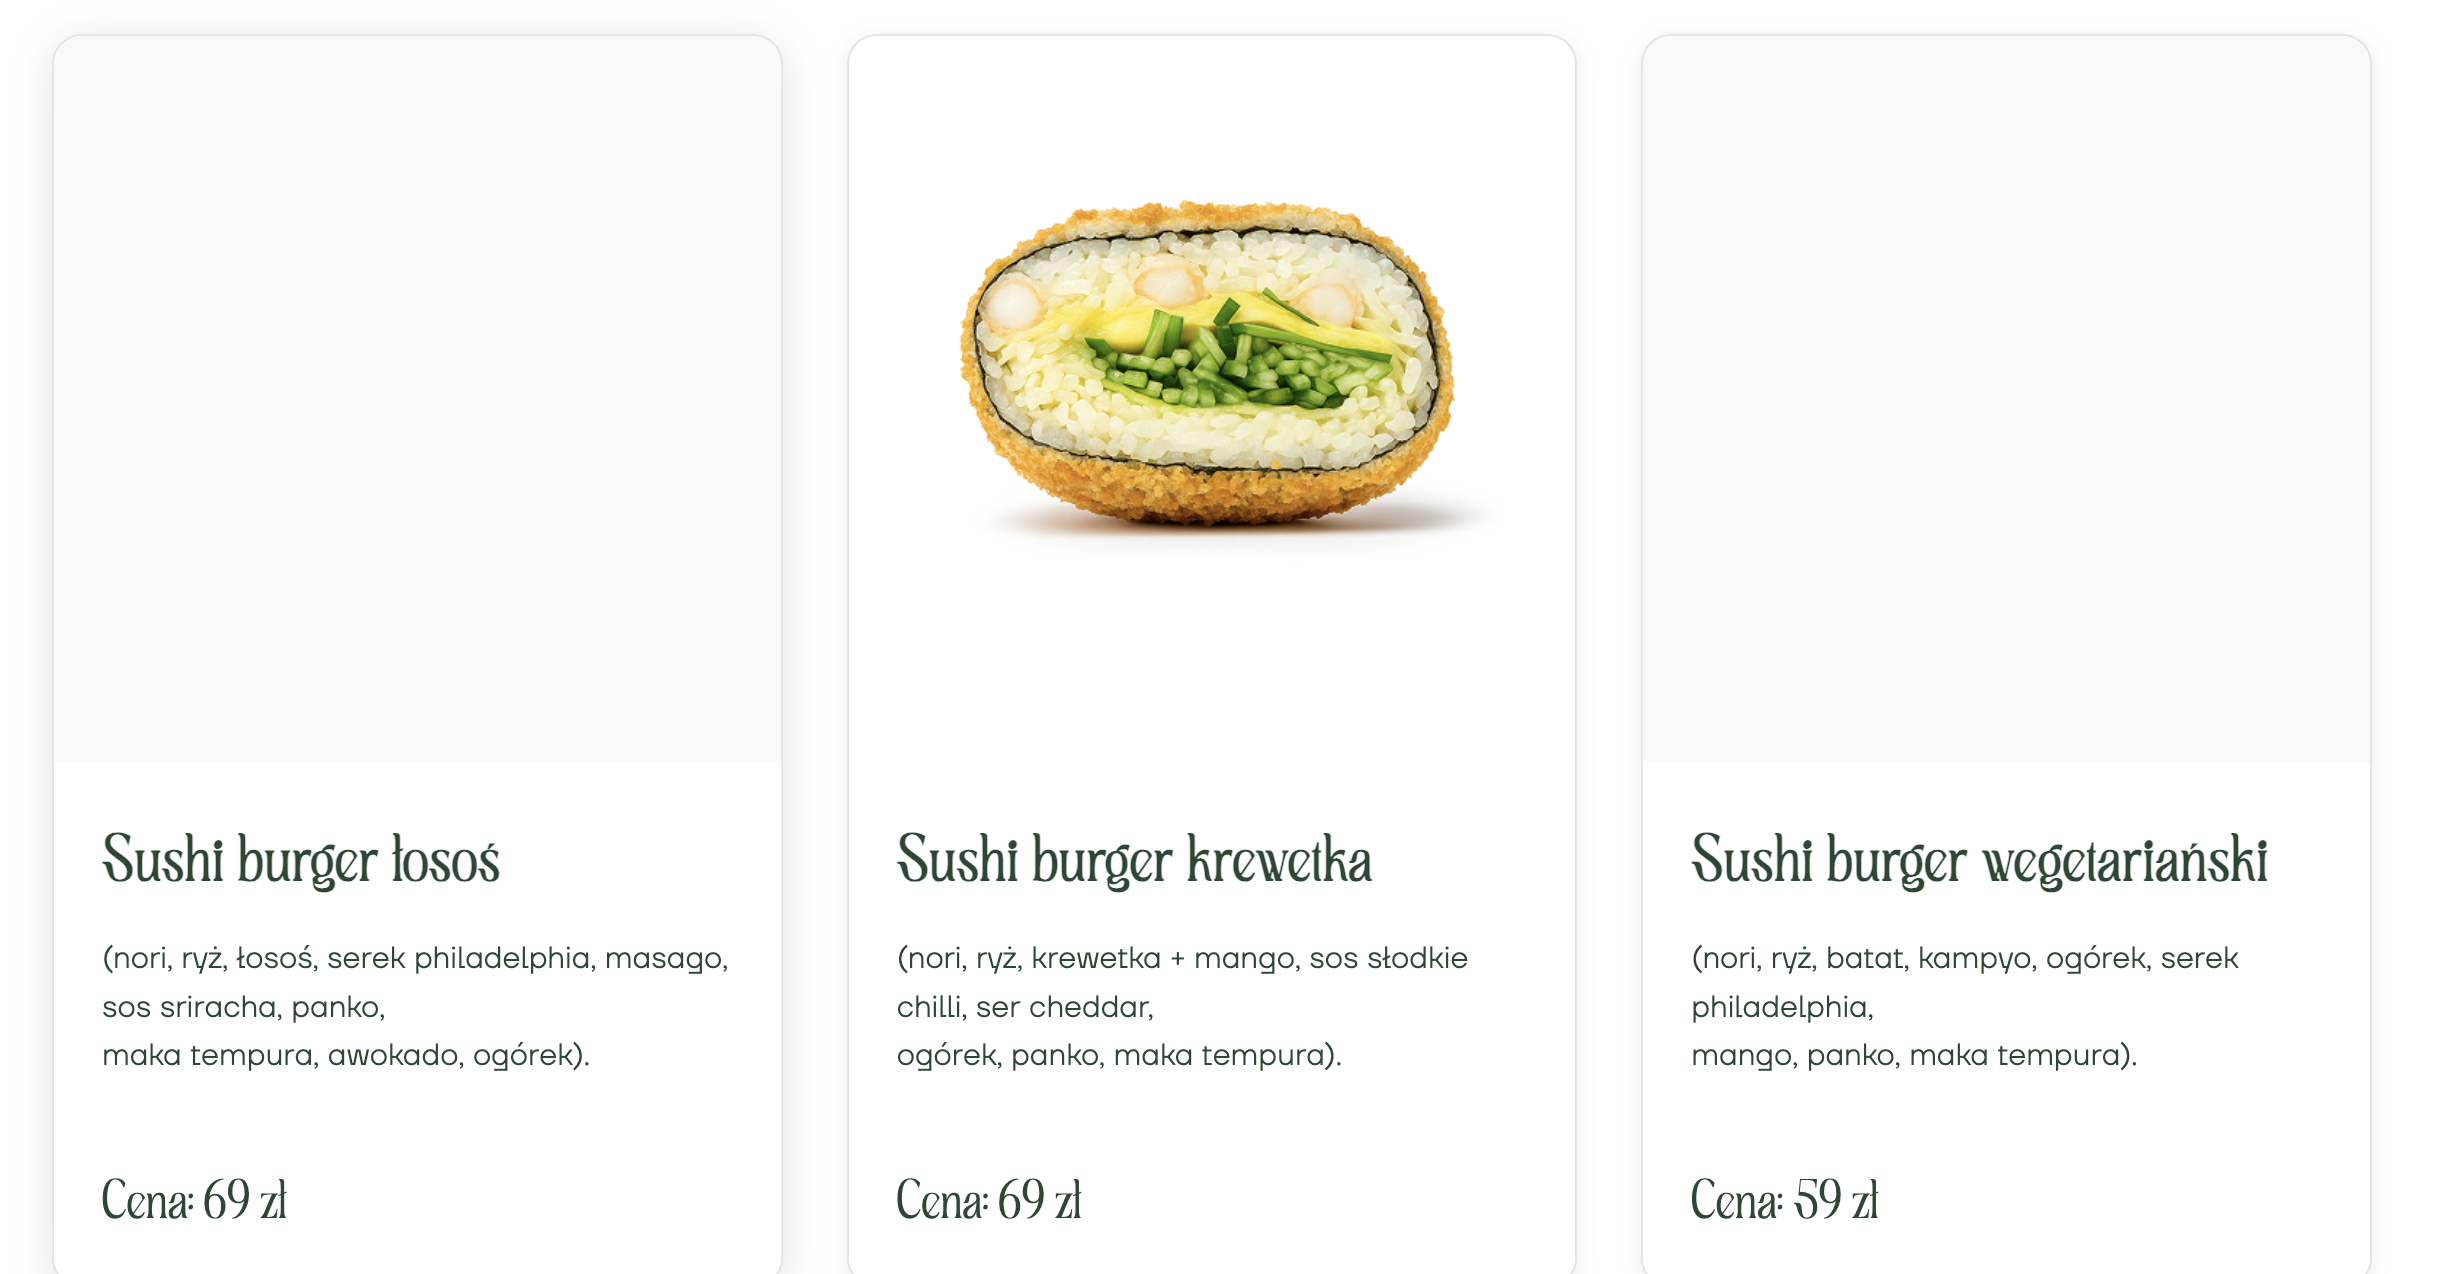 Sushi burger łosoś
(nori, ryż, łosoś, serek philadelphia, masago,
sos sriracha, panko,
maka tempura, awokado, ogórek).
Cena: 69 zł
Sushi burger krewetka
(nori, ryż, krewetka + mango, sos słodkie
chilli, ser cheddar,
ogórek, panko, maka tempura).
Cena: 69 zł
Sushi burger wegetariański
(nori, ryż, batat, kampyo, ogórek, serek
philadelphia,
mango, panko, maka tempura).
Cena: 59 zł